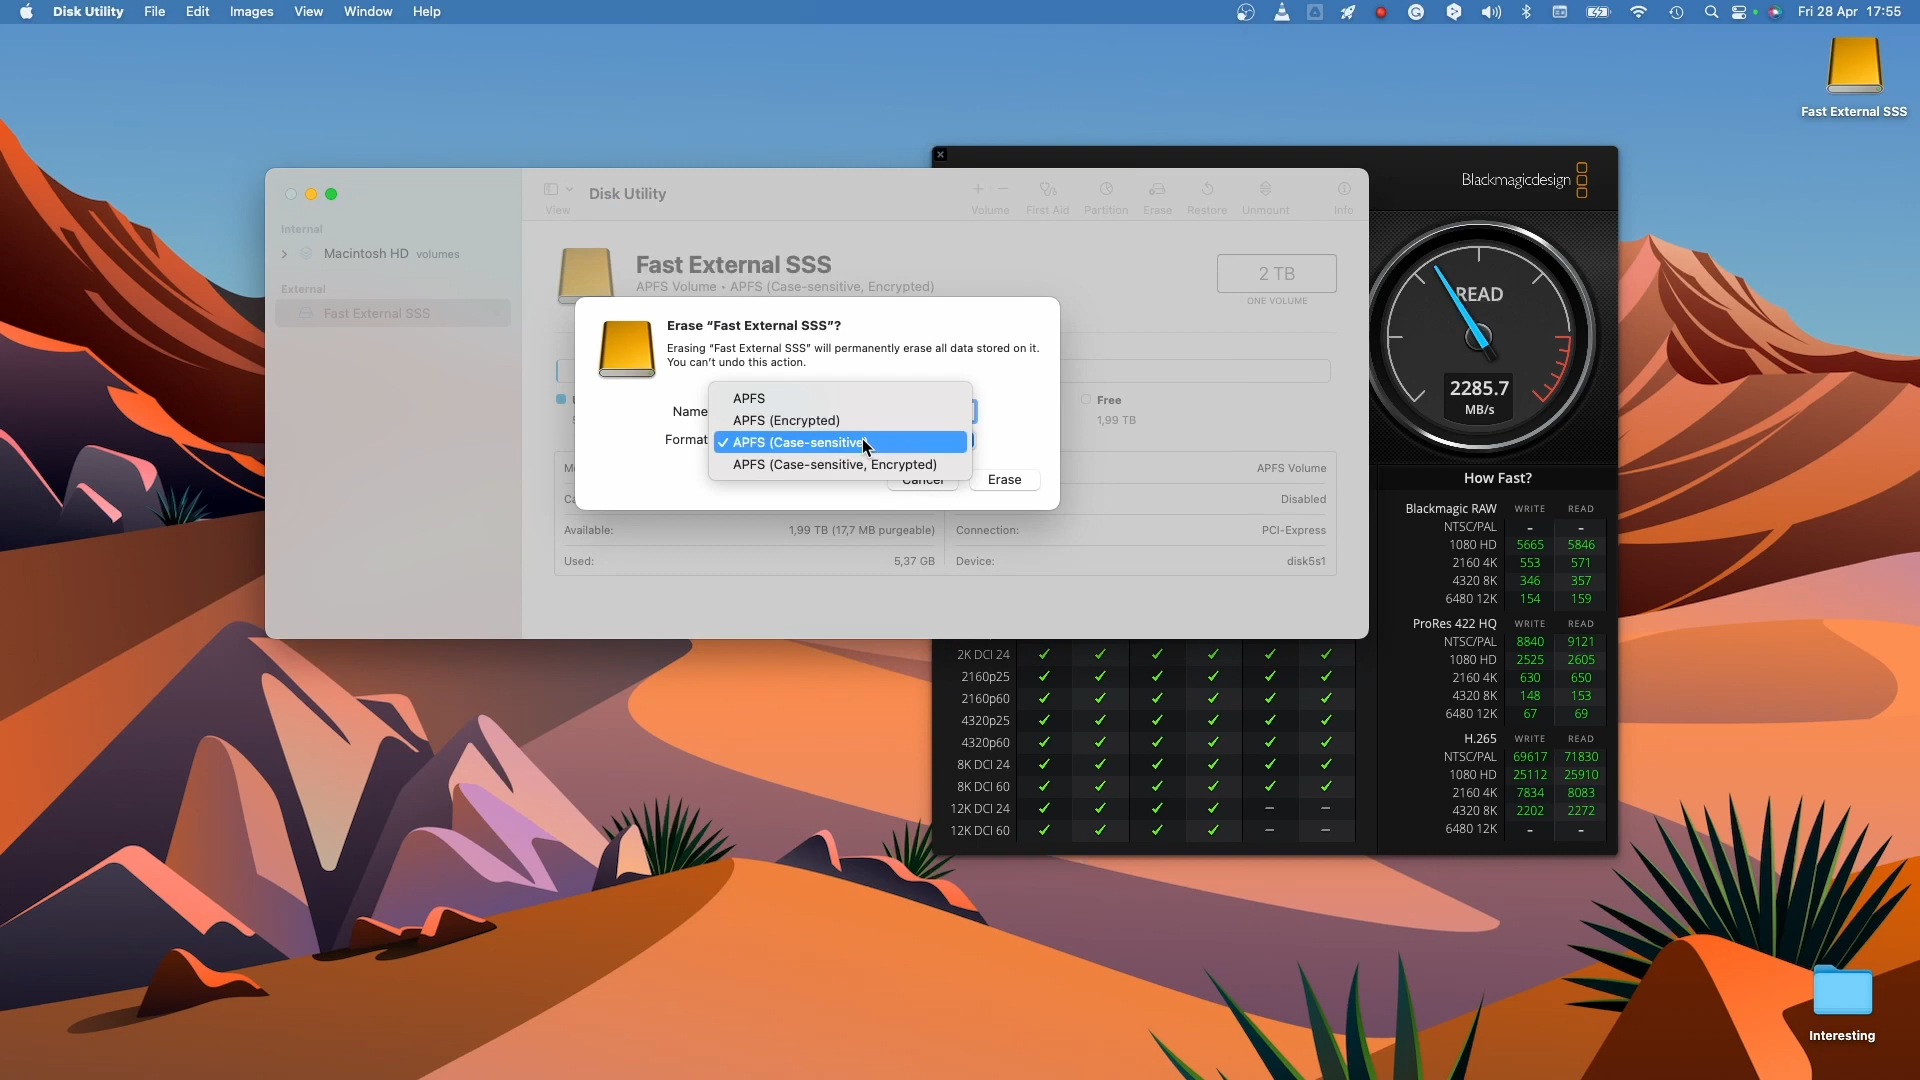 Disk Utility File Edit Images View Window Help Fri 28 Apr 17:55
Fast External SSS
Blackmagicdesign
Disk Utility
View
Volume First Aid Partition Erase Restore Unmount Info
Internal
Macintosh HD volumes
External
Fast External SSS
Fast External SSS
APFS Volume • APFS (Case-sensitive, Encrypted)
2 TB
ONE VOLUME
Erase “Fast External SSS”?
Erasing “Fast External SSS” will permanently erase all data stored on it.
You can’t undo this action.
Name
Format
APFS
APFS (Encrypted)
✓ APFS (Case-sensitive
APFS (Case-sensitive, Encrypted)
Cancel Erase
Free
1,99 TB
APFS Volume
Disabled
Available: 1,99 TB (17,7 MB purgeable) Connection: PCI-Express
Used: 5,37 GB Device: disk5s1
READ
2285.7
MB/s
How Fast?
Blackmagic RAW WRITE READ
NTSC/PAL - -
1080 HD 5665 5846
2160 4K 553 571
4320 8K 346 357
6480 12K 154 159
ProRes 422 HQ WRITE READ
NTSC/PAL 8840 9121
1080 HD 2525 2605
2160 4K 630 650
4320 8K 148 153
6480 12K 67 69
H.265 WRITE READ
NTSC/PAL 69617 71830
1080 HD 25112 25910
2160 4K 7834 8083
4320 8K 2202 2272
6480 12K - -
2K DCI 24 ✓ ✓ ✓ ✓ ✓ ✓
2160p25 ✓ ✓ ✓ ✓ ✓ ✓
2160p60 ✓ ✓ ✓ ✓ ✓ ✓
4320p25 ✓ ✓ ✓ ✓ ✓ ✓
4320p60 ✓ ✓ ✓ ✓ ✓ ✓
8K DCI 24 ✓ ✓ ✓ ✓ ✓ ✓
8K DCI 60 ✓ ✓ ✓ ✓ ✓ ✓
12K DCI 24 ✓ ✓ ✓ ✓ – –
12K DCI 60 ✓ ✓ ✓ ✓ – –
Interesting